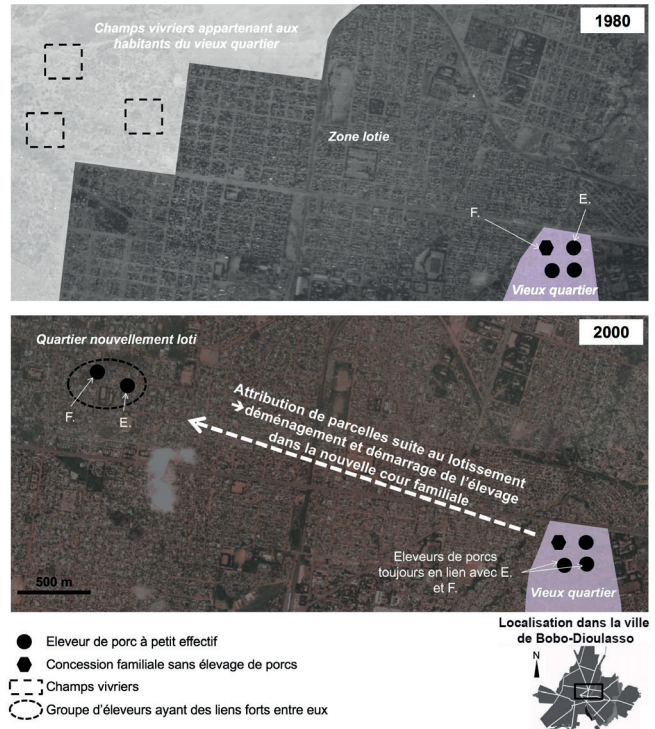 1980
Champs vivriers appartenant aux
habitants du vieux quartier
Zone lotie
F.
E.
Vieux quartier
2000
Quartier nouvellement loti
F.
E.
Attribution de parcelles suite au lotissement
→déménagement et démarrage de l'élevage
dans la nouvelle cour familiale
Eleveurs de porcs
toujours en lien avec E.
et F.
Vieux quartier
500 m
Eleveur de porc à petit effectif
Concession familiale sans élevage de porcs
Champs vivriers
Groupe d'éleveurs ayant des liens forts entre eux
Localisation dans la ville
de Bobo-Dioulasso
N